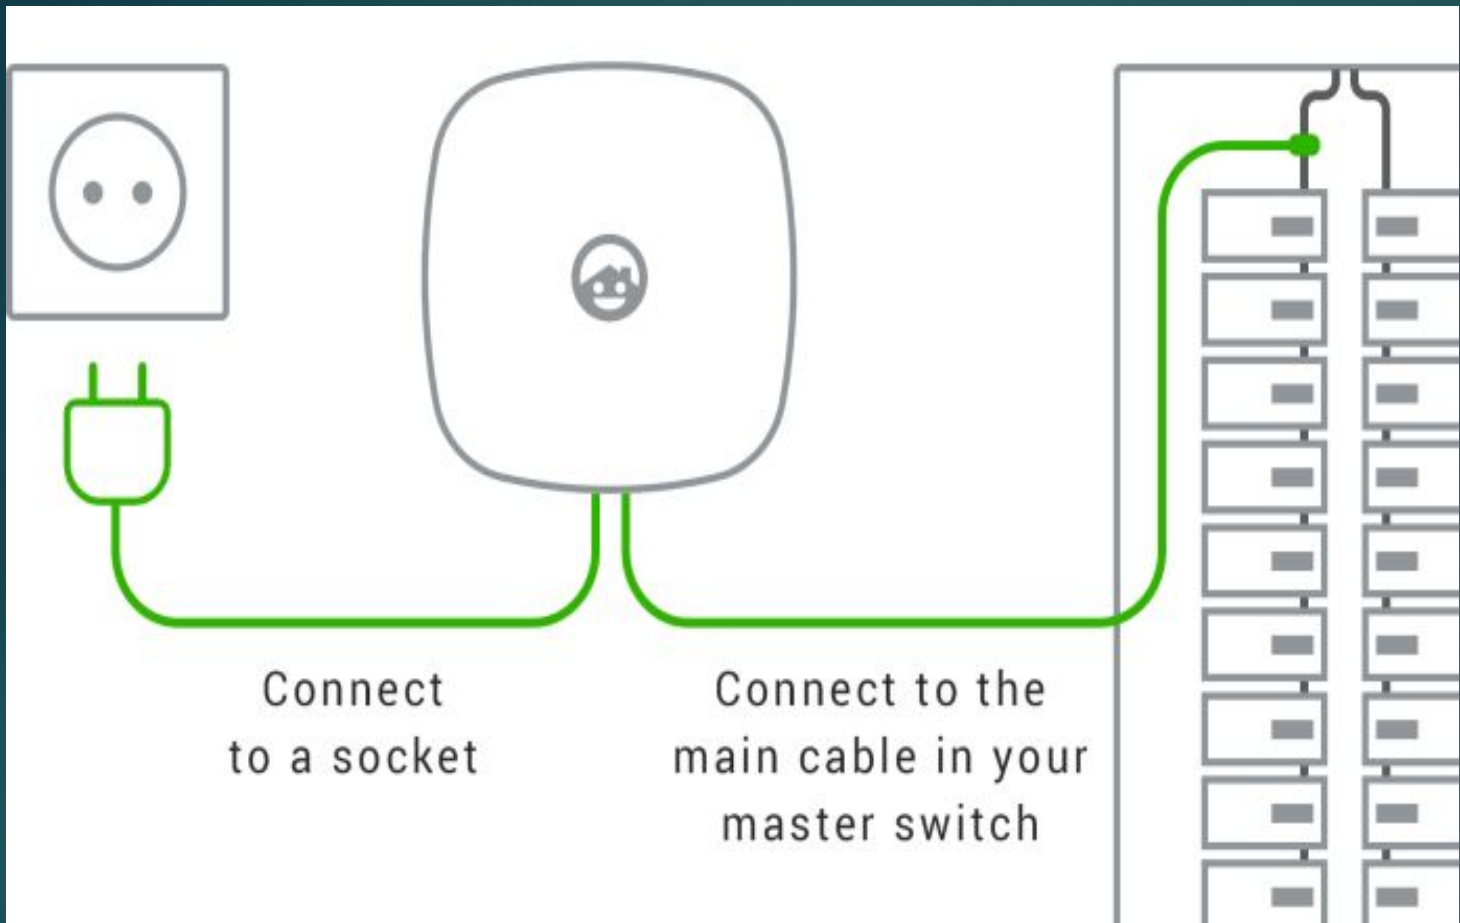 Connect
to a socket
Connect to the
main cable in your
master switch